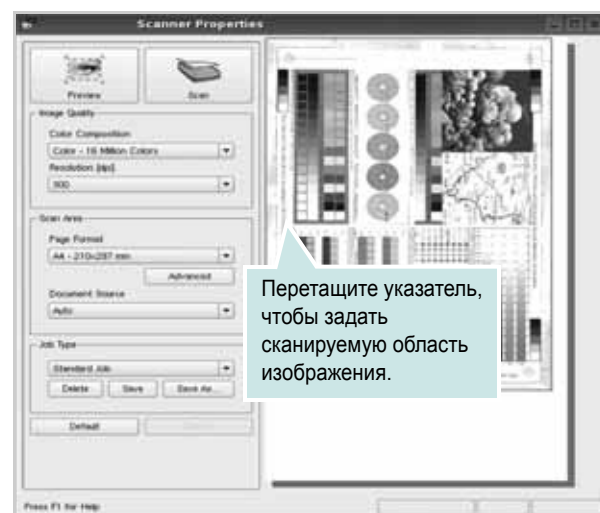 Scanner Properties
Preview
Scan
Image Quality
Color Composition
Color - 16 Million Colors
Resolution [dpi]
300
Scan Area
Page Format
A4 - 210x297 mm
Advanced
Document Source
Auto
Job Type
Standard Job
Delete
Save
Save As...
Default
Press F1 for Help
Перетащите указатель,
чтобы задать
сканируемую область
изображения.